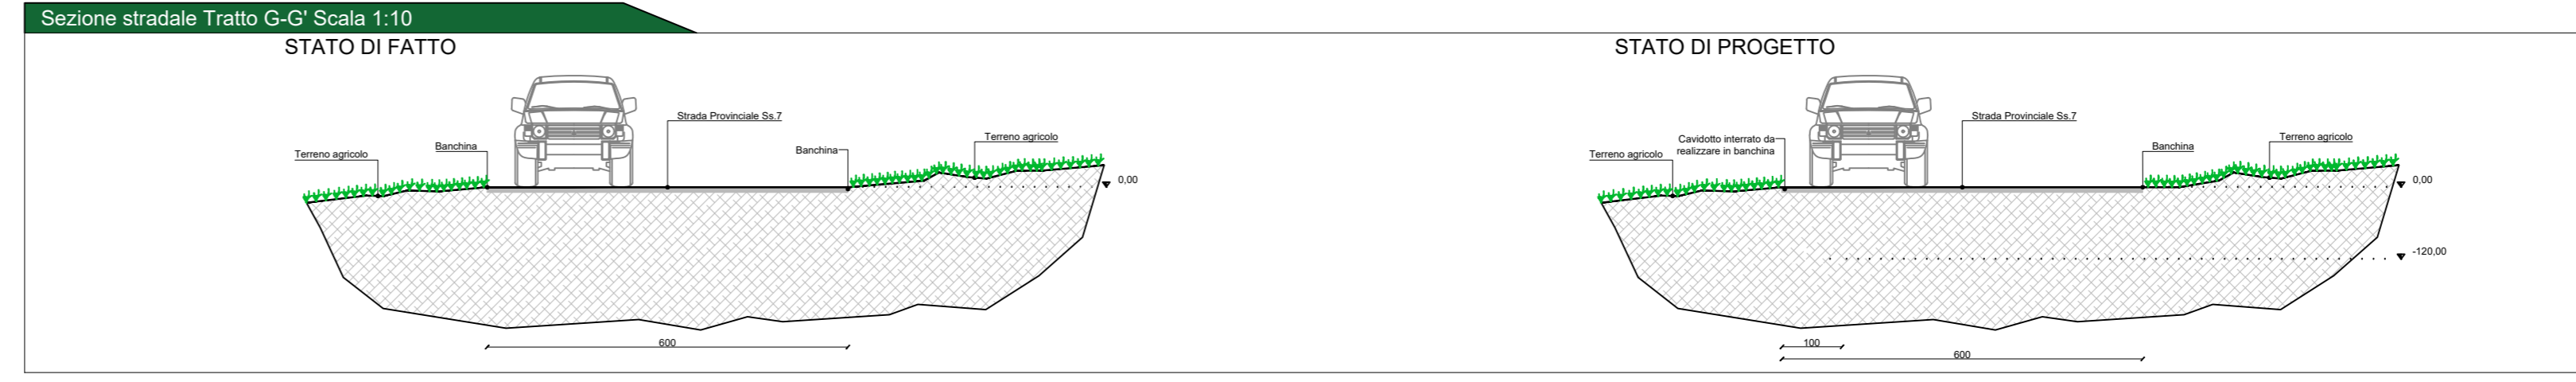 Sezione stradale Tratto G-G' Scala 1:10
STATO DI FATTO
Strada Provinciale Ss.7
Terreno agricolo
Banchina
Banchina
Terreno agricolo
0,00
600
STATO DI PROGETTO
Strada Provinciale Ss.7
Cavidotto interrato da
realizzare in banchina
Terreno agricolo
Banchina
Terreno agricolo
0,00
-120,00
100
600